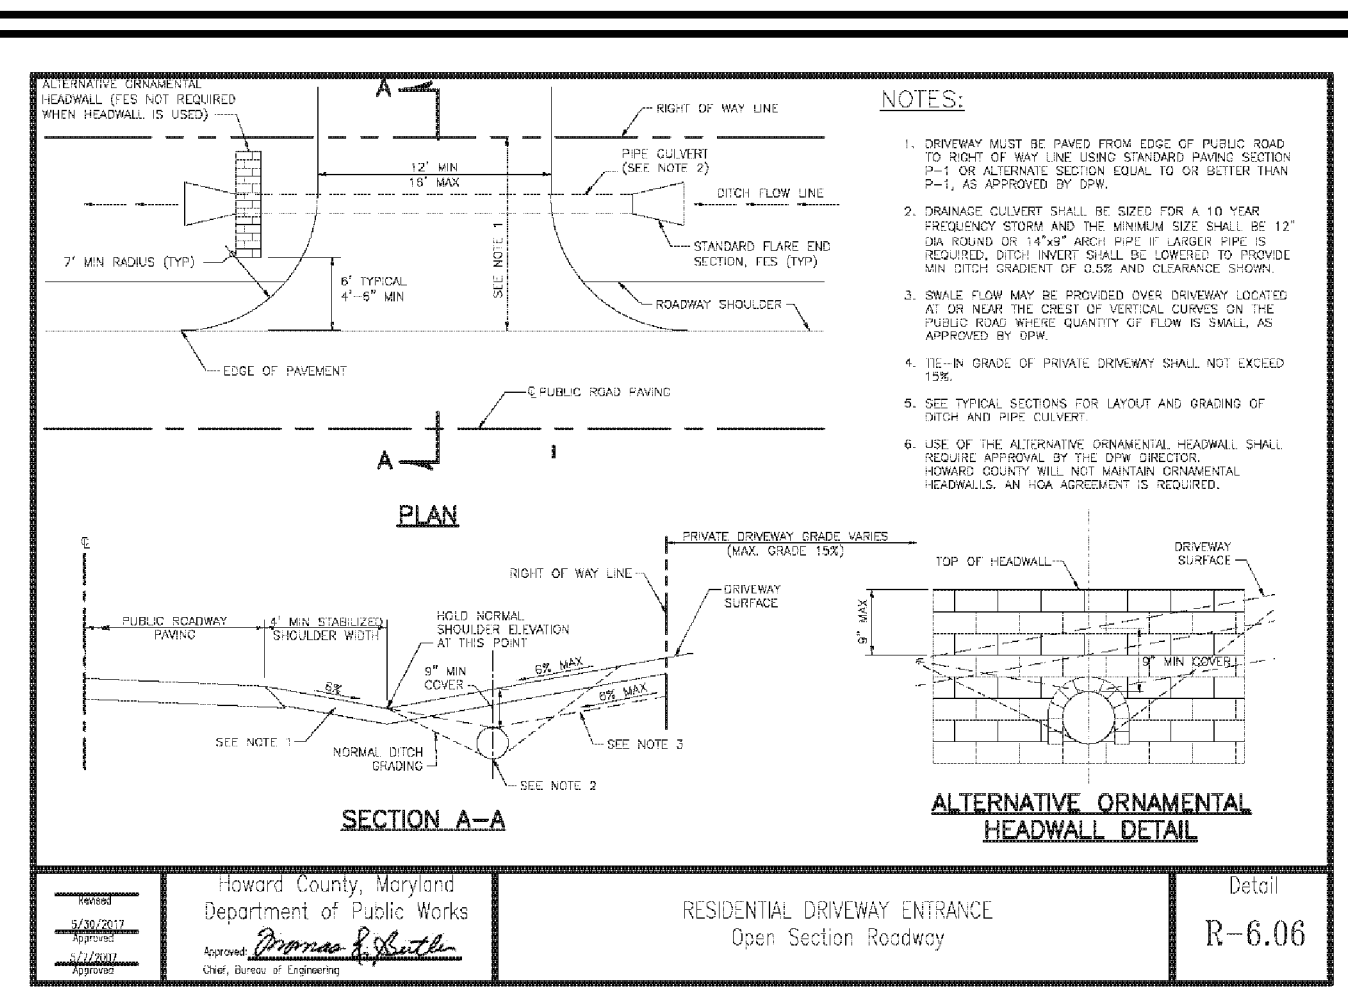 ALTERNATIVE ORNAMENTAL
HEADWALL (FES NOT REQUIRED
WHEN HEADWALL IS USED)
A
RIGHT OF WAY LINE
PIPE CULVERT
(SEE NOTE 2)
12' MIN
16' MAX
DITCH FLOW LINE
SEE NOTE 1
STANDARD FLARE END
SECTION, FES (TYP)
7' MIN RADIUS (TYP)
6' TYPICAL
4'-6" MIN
ROADWAY SHOULDER
EDGE OF PAVEMENT
℄ PUBLIC ROAD PAVING
A
PLAN
NOTES:
1. DRIVEWAY MUST BE PAVED FROM EDGE OF PUBLIC ROAD
TO RIGHT OF WAY LINE USING STANDARD PAVING SECTION
P-1 OR ALTERNATE SECTION EQUAL TO OR BETTER THAN
P-1, AS APPROVED BY DPW.
2. DRAINAGE CULVERT SHALL BE SIZED FOR A 10 YEAR
FREQUENCY STORM AND THE MINIMUM SIZE SHALL BE 12"
DIA ROUND OR 14"x9" ARCH PIPE IF LARGER PIPE IS
REQUIRED, DITCH INVERT SHALL BE LOWERED TO PROVIDE
MIN DITCH GRADIENT OF 0.5% AND CLEARANCE SHOWN.
3. SWALE FLOW MAY BE PROVIDED OVER DRIVEWAY LOCATED
AT OR NEAR THE CREST OF VERTICAL CURVES ON THE
PUBLIC ROAD WHERE QUANTITY OF FLOW IS SMALL, AS
APPROVED BY DPW.
4. TIE-IN GRADE OF PRIVATE DRIVEWAY SHALL NOT EXCEED
15%.
5. SEE TYPICAL SECTIONS FOR LAYOUT AND GRADING OF
DITCH AND PIPE CULVERT.
6. USE OF THE ALTERNATIVE ORNAMENTAL HEADWALL SHALL
REQUIRE APPROVAL BY THE DPW DIRECTOR.
HOWARD COUNTY WILL NOT MAINTAIN ORNAMENTAL
HEADWALLS. AN HOA AGREEMENT IS REQUIRED.
℄
PRIVATE DRIVEWAY GRADE VARIES
(MAX. GRADE 15%)
RIGHT OF WAY LINE
DRIVEWAY
SURFACE
PUBLIC ROADWAY
PAVING
4' MIN STABILIZED
SHOULDER WIDTH
HOLD NORMAL
SHOULDER ELEVATION
AT THIS POINT
9" MIN
COVER
6% MAX
6%
6% MAX
SEE NOTE 1
NORMAL DITCH
GRADING
SEE NOTE 3
SEE NOTE 2
SECTION A-A
TOP OF HEADWALL
DRIVEWAY
SURFACE
9" MAX
9" MIN COVER
ALTERNATIVE ORNAMENTAL
HEADWALL DETAIL
Revised
5/30/2017
Approved
5/7/2007
Approved
Howard County, Maryland
Department of Public Works
Approved: Thomas E. Butler
Chief, Bureau of Engineering
RESIDENTIAL DRIVEWAY ENTRANCE
Open Section Roadway
Detail
R-6.06